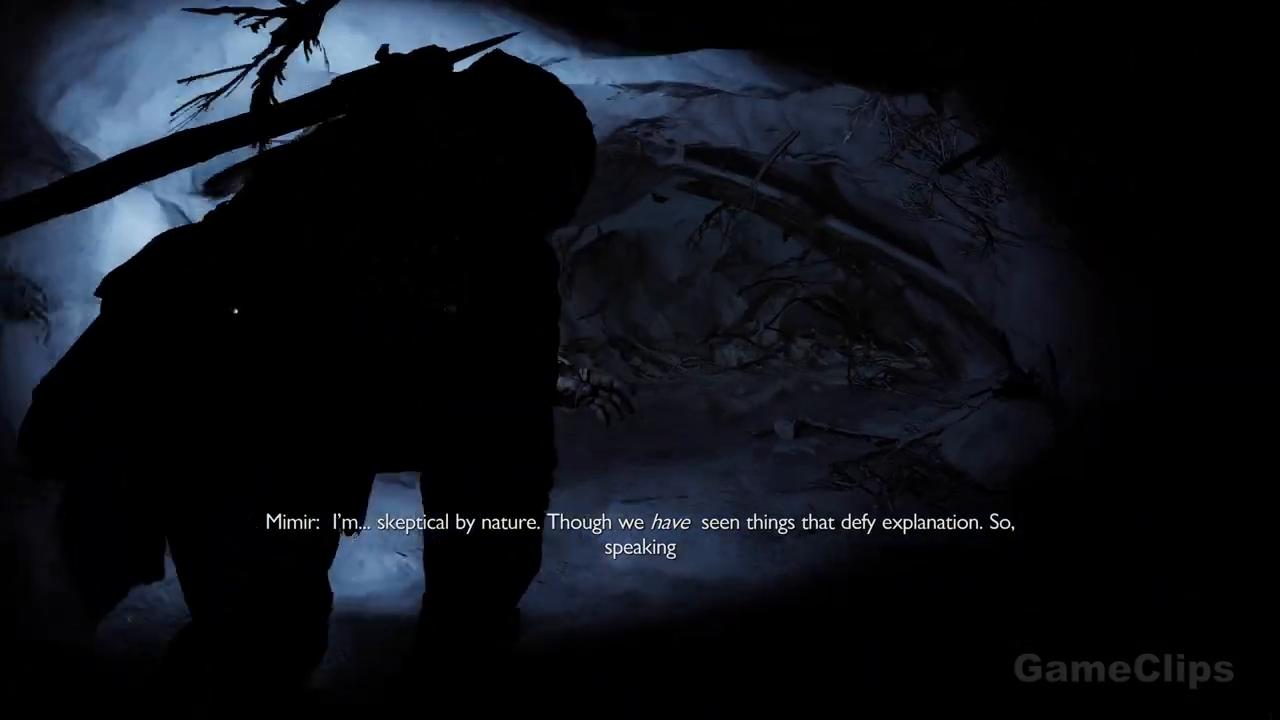 Mimir: I'm... skeptical by nature. Though we have seen things that defy explanation. So,
speaking
GameClips